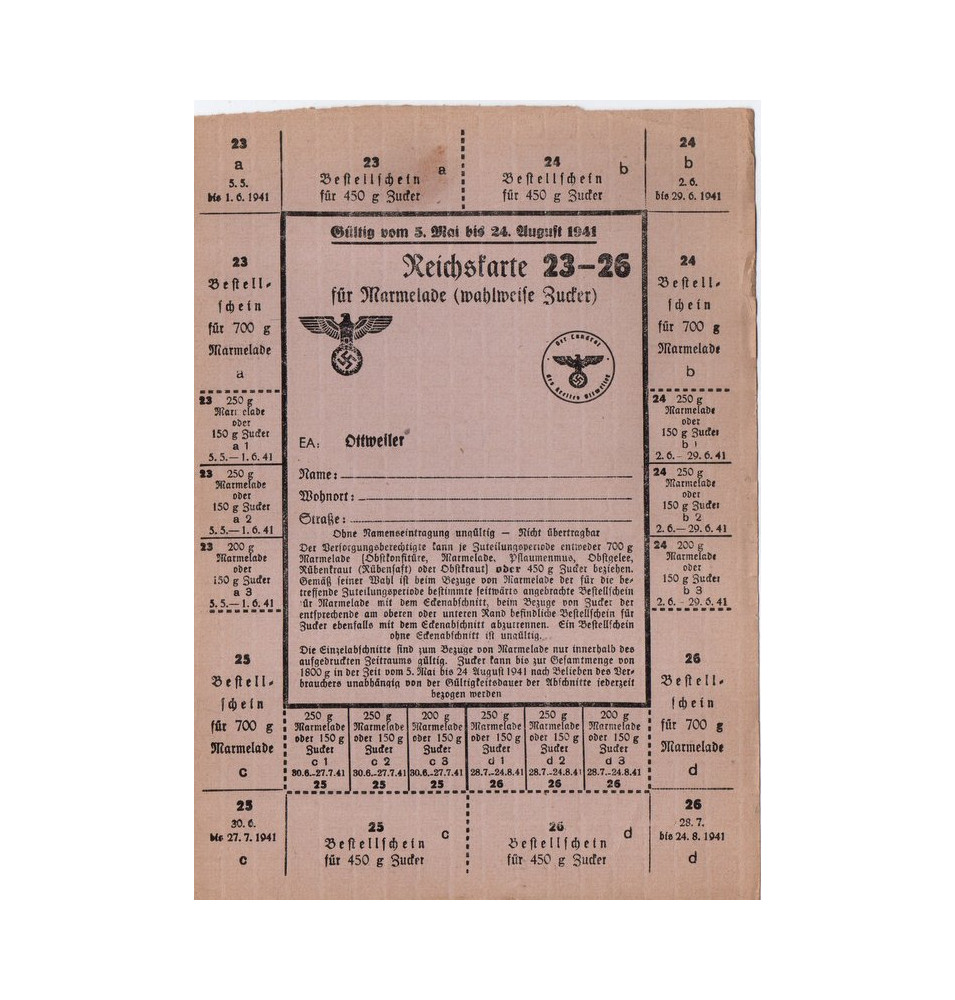 23
a
5. 5.
bis 1. 6. 1941
23
a
Bestellschein
für 450 g Zucker
24
b
Bestellschein
für 450 g Zucker
24
b
2. 6.
bis 29. 6. 1941
Gültig vom 5. Mai bis 24. August 1941
Reichskarte 23–26
für Marmelade (wahlweise Zucker)
Der Landrat
des Kreises Ottweiler
EA: Ottweiler
Name:
Wohnort:
Straße:
Ohne Namenseintragung ungültig — Nicht übertragbar
Der Versorgungsberechtigte kann je Zuteilungsperiode entweder 700 g
Marmelade (Obstkonfitüre, Marmelade, Pflaumenmus, Obstgelee,
Rübenkraut (Rübensaft) oder Obstkraut) oder 450 g Zucker beziehen.
Gemäß seiner Wahl ist beim Bezuge von Marmelade der für die be-
treffende Zuteilungsperiode bestimmte seitwärts angebrachte Bestellschein
für Marmelade mit dem Eckenabschnitt, beim Bezuge von Zucker der
entsprechende am oberen oder unteren Rand befindliche Bestellschein für
Zucker ebenfalls mit dem Eckenabschnitt abzutrennen. Ein Bestellschein
ohne Eckenabschnitt ist ungültig.
Die Einzelabschnitte sind zum Bezuge von Marmelade nur innerhalb des
aufgedruckten Zeitraums gültig. Zucker kann bis zur Gesamtmenge von
1800 g in der Zeit vom 5. Mai bis 24 August 1941 nach Belieben des Ver-
brauchers unabhängig von der Gültigkeitsdauer der Abschnitte jederzeit
bezogen werden
23
Bestell-
schein
für 700 g
Marmelade
a
23 250 g
Marmelade
oder
150 g Zucker
a 1
5. 5.— 1. 6. 41
23 250 g
Marmelade
oder
150 g Zucker
a 2
5. 5.—1. 6. 41
23 200 g
Marmelade
oder
150 g Zucker
a 3
5. 5.—1. 6. 41
24
Bestell-
schein
für 700 g
Marmelade
b
24 250 g
Marmelade
oder
150 g Zucker
b 1
2. 6. - 29. 6. 41
24 250 g
Marmelade
oder
150 g Zucker
b 2
2. 6.— 29. 6. 41
24 200 g
Marmelade
oder
150 g Zucker
b 3
2. 6. - 29. 6. 41
25
Bestell-
schein
für 700 g
Marmelade
c
26
Bestell-
schein
für 700 g
Marmelade
d
250 g
Marmelade
oder 150 g
Zucker
c 1
30.6.–27.7.41
25
250 g
Marmelade
oder 150 g
Zucker
c 2
30.6.–27.7.41
25
200 g
Marmelade
oder 150 g
Zucker
c 3
30.6.–27.7.41
25
250 g
Marmelade
oder 150 g
Zucker
d 1
28.7.–24.8.41
26
250 g
Marmelade
oder 150 g
Zucker
d 2
28.7.–24.8.41
26
200 g
Marmelade
oder 150 g
Zucker
d 3
28.7.–24.8.41
26
25
30. 6.
bis 27. 7. 1941
c
25
c
Bestellschein
für 450 g Zucker
26
d
Bestellschein
für 450 g Zucker
26
28. 7.
bis 24. 8. 1941
d